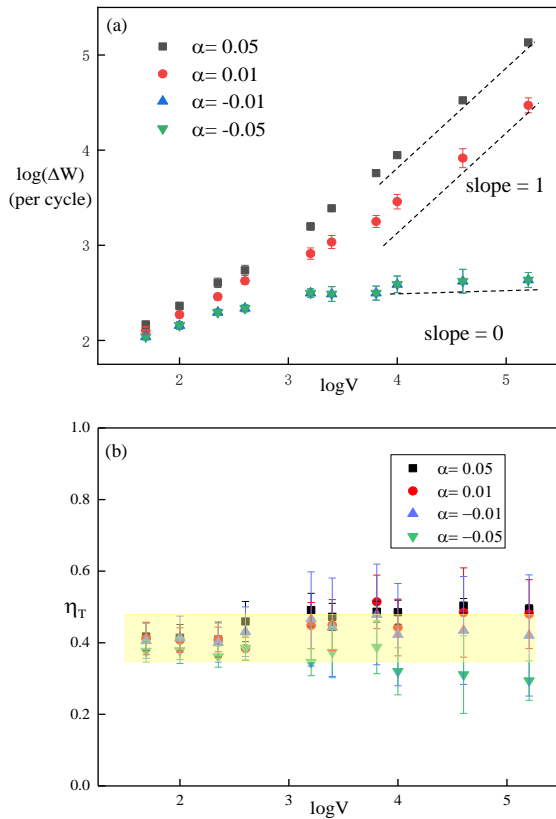 (a)
α= 0.05
α= 0.01
α= -0.01
α= -0.05
5
4
3
2
log(ΔW)
(per cycle)
slope = 1
slope = 0
2 3 4 5
logV
(b)
α= 0.05
α= 0.01
α= −0.01
α= −0.05
1.0
0.8
0.6
0.4
0.2
0.0
ηT
2 3 4 5
logV